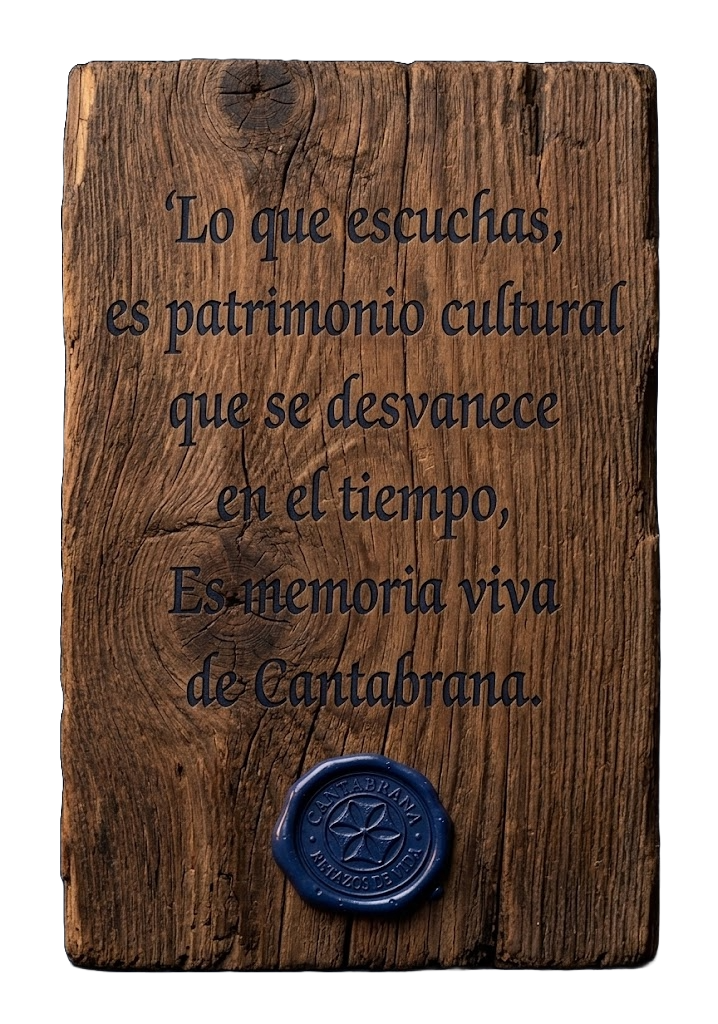 ‘Lo que escuchas,
es patrimonio cultural
que se desvanece
en el tiempo,
Es memoria viva
de Cantabrana.
CANTABRANA
· RETAZOS DE VIDA ·